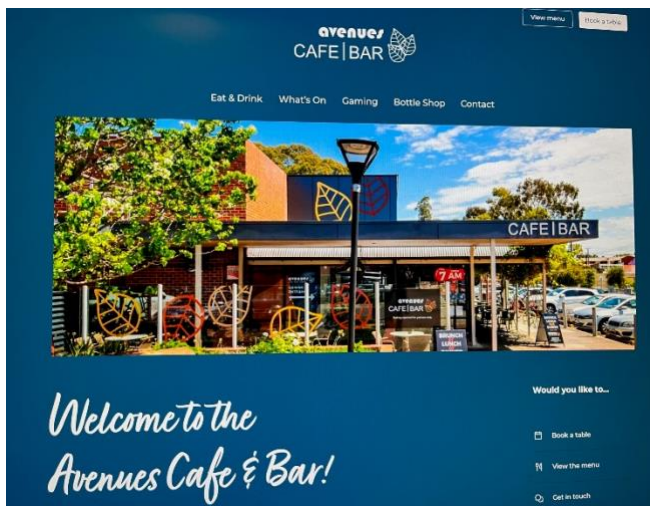 View menu
Book a table
avenues
CAFE|BAR
Eat & Drink
What's On
Gaming
Bottle Shop
Contact
CAFE|BAR
7 AM
avenues
CAFE|BAR
BRUNCH
LUNCH
Welcome to the
Avenues Cafe & Bar!
Would you like to...
Book a table
View the menu
Get in touch